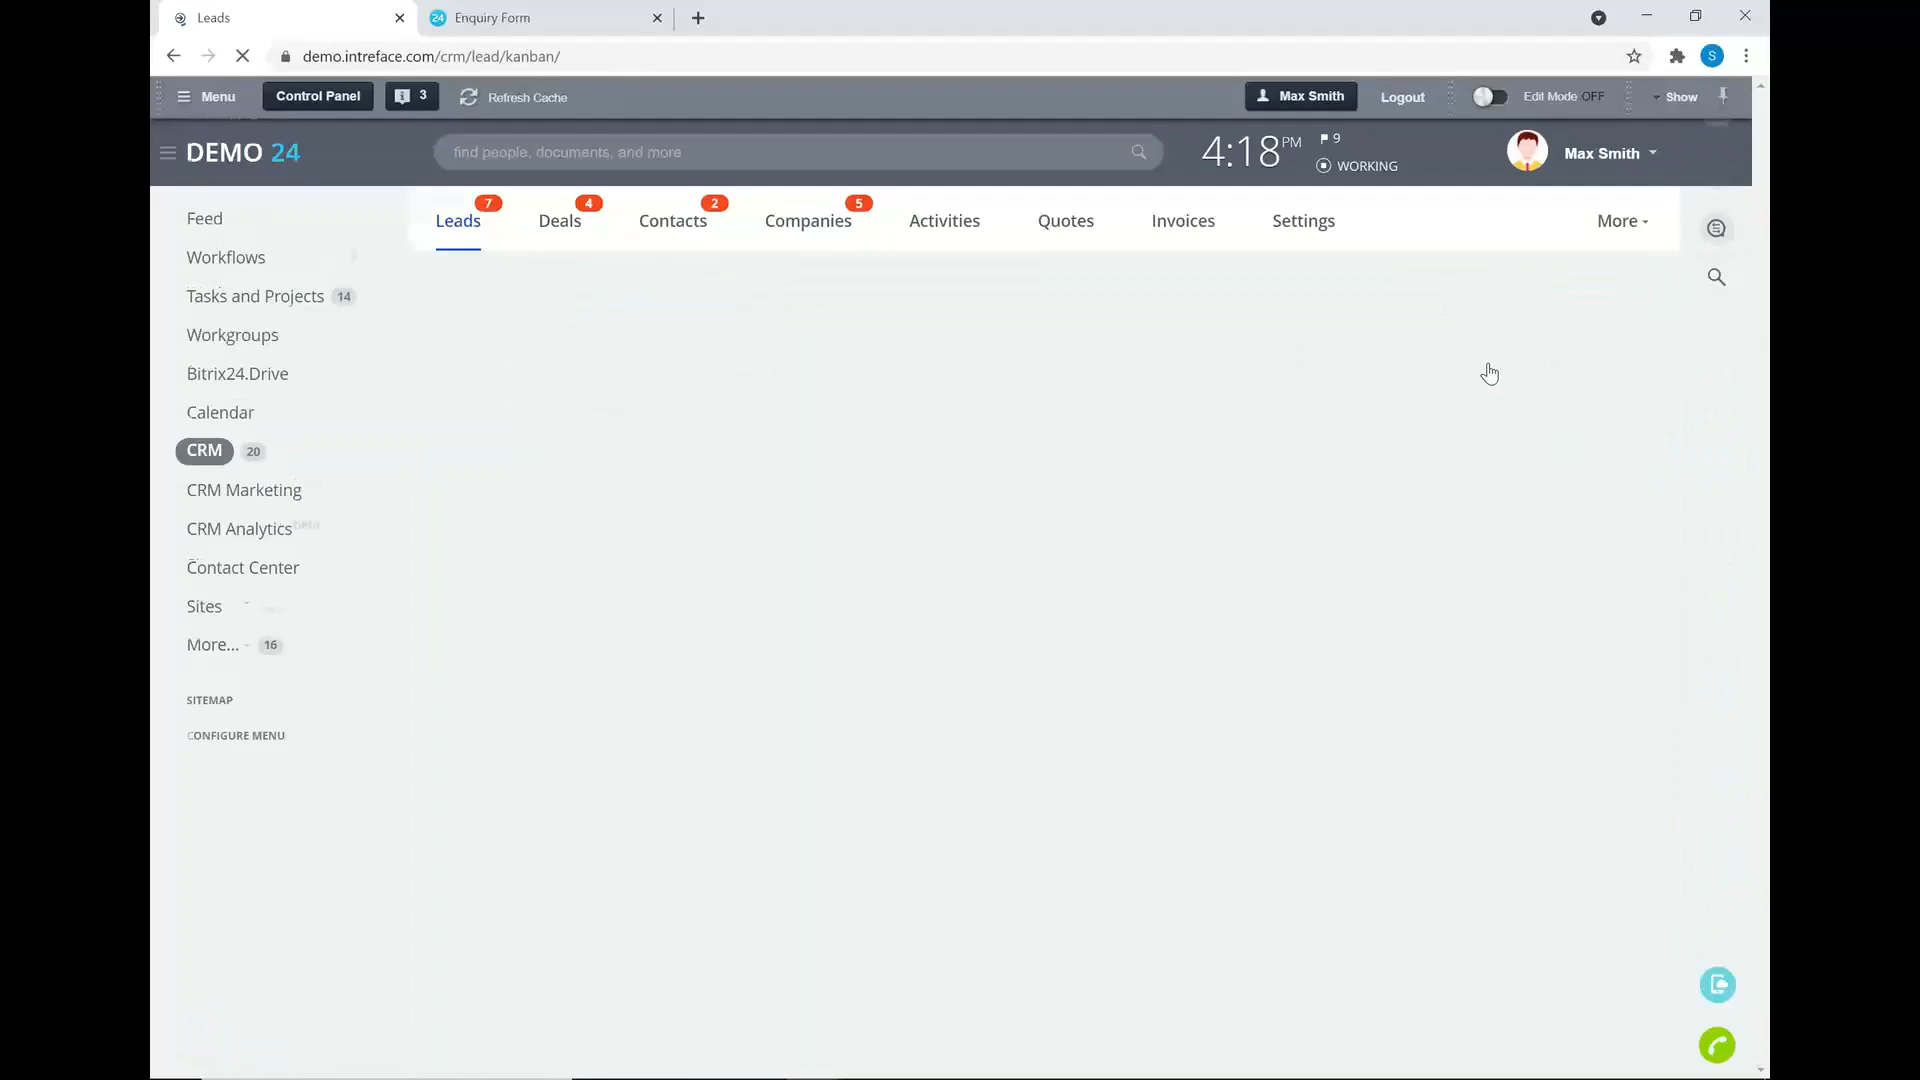 Leads
24 Enquiry Form
demo.intreface.com/crm/lead/kanban/
S
Menu
Control Panel
3
Refresh Cache
Max Smith
Logout
Edit Mode OFF
Show
DEMO 24
find people, documents, and more
4:18 PM
9
WORKING
Max Smith
Leads 7
Deals 4
Contacts 2
Companies 5
Activities
Quotes
Invoices
Settings
More
Feed
Workflows
Tasks and Projects 14
Workgroups
Bitrix24.Drive
Calendar
CRM 20
CRM Marketing
CRM Analytics beta
Contact Center
Sites
More... 16
SITEMAP
CONFIGURE MENU